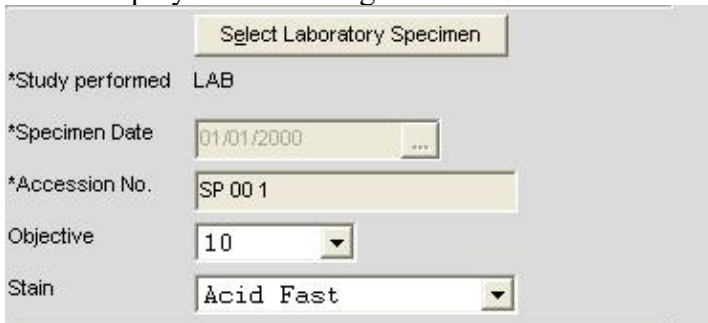 Select Laboratory Specimen
*Study performed LAB
*Specimen Date 01/01/2000 ...
*Accession No. SP 00 1
Objective 10
Stain Acid Fast